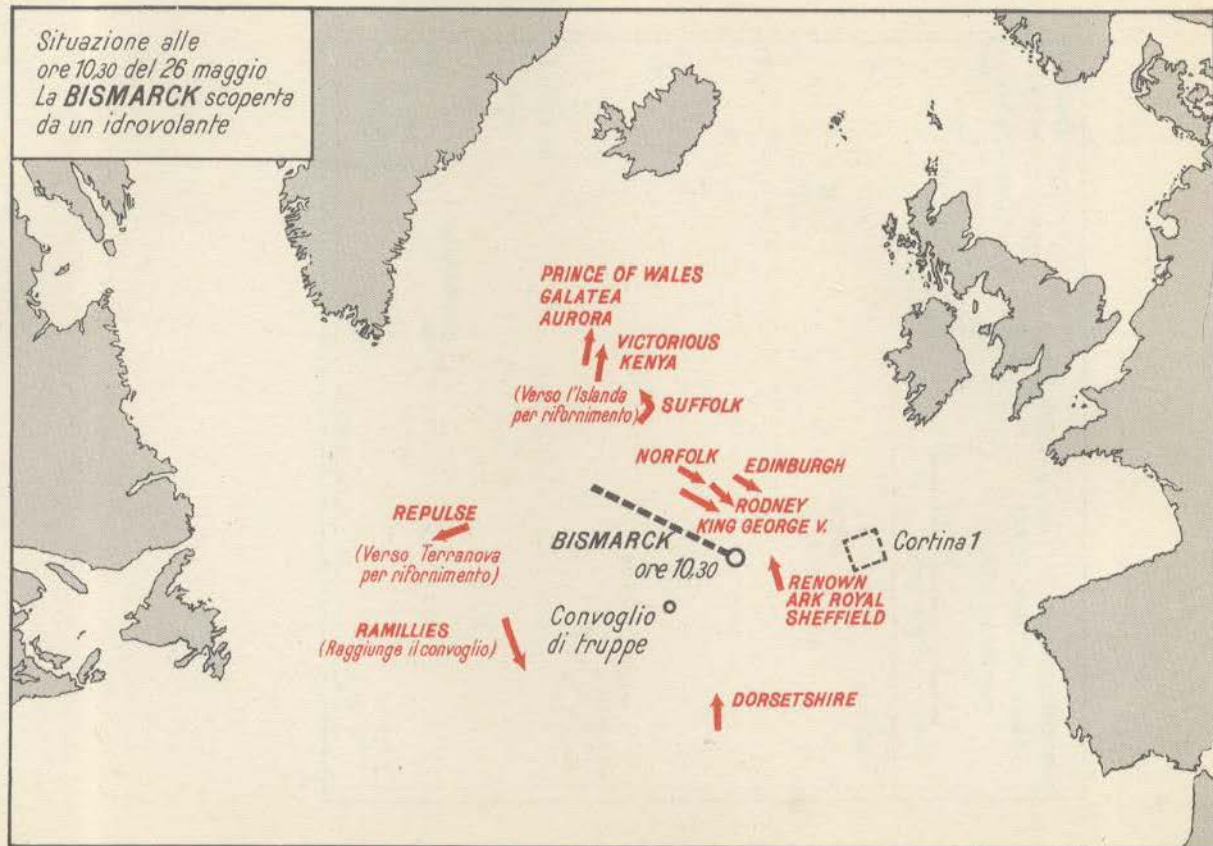 Situazione alle
ore 10,30 del 26 maggio
La BISMARCK scoperta
da un idrovolante
PRINCE OF WALES
GALATEA
AURORA
VICTORIOUS
KENYA
(Verso l'Islanda
per rifornimento)
SUFFOLK
NORFOLK
EDINBURGH
RODNEY
KING GEORGE V.
REPULSE
(Verso Terranova
per rifornimento)
BISMARCK
ore 10,30
Cortina 1
RENOWN
ARK ROYAL
SHEFFIELD
Convoglio
di truppe
RAMILLIES
(Raggiunge il convoglio)
DORSETSHIRE